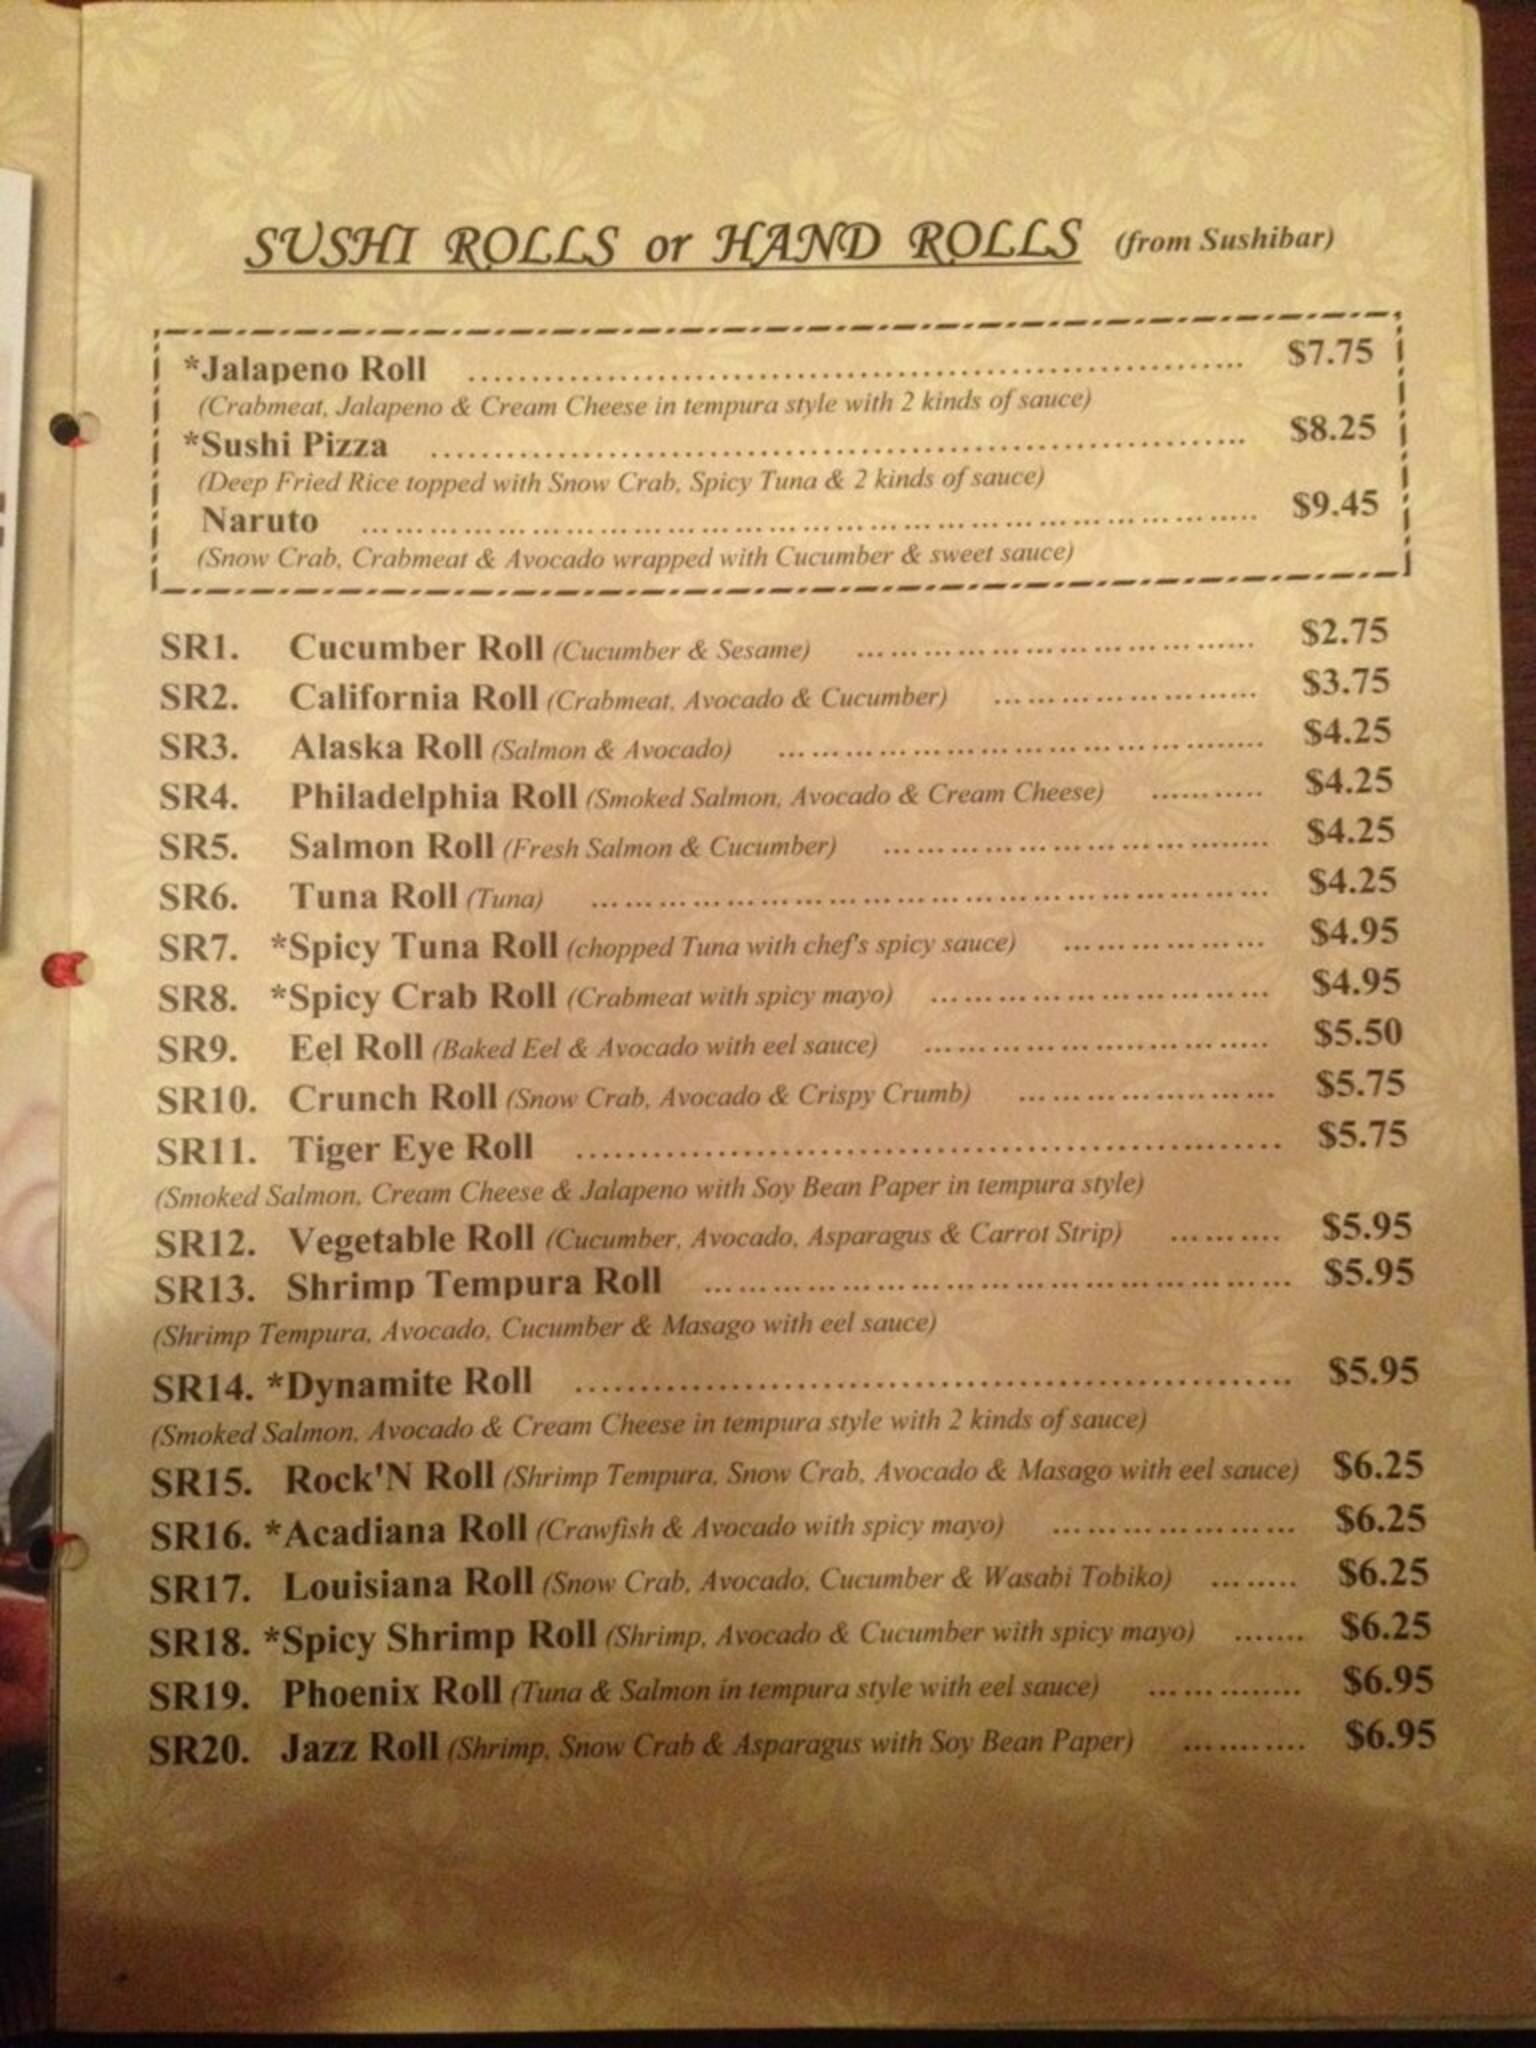 SUSHI ROLLS or HAND ROLLS (from Sushibar)
*Jalapeno Roll ........................................................ $7.75
(Crabmeat, Jalapeno & Cream Cheese in tempura style with 2 kinds of sauce)
*Sushi Pizza ........................................................ $8.25
(Deep Fried Rice topped with Snow Crab, Spicy Tuna & 2 kinds of sauce)
Naruto ........................................................ $9.45
(Snow Crab, Crabmeat & Avocado wrapped with Cucumber & sweet sauce)
SR1. Cucumber Roll (Cucumber & Sesame) .................................... $2.75
SR2. California Roll (Crabmeat, Avocado & Cucumber) ........................ $3.75
SR3. Alaska Roll (Salmon & Avocado) .......................................... $4.25
SR4. Philadelphia Roll (Smoked Salmon, Avocado & Cream Cheese) ........... $4.25
SR5. Salmon Roll (Fresh Salmon & Cucumber) .................................. $4.25
SR6. Tuna Roll (Tuna) ............................................................ $4.25
SR7. *Spicy Tuna Roll (chopped Tuna with chef's spicy sauce) .................. $4.95
SR8. *Spicy Crab Roll (Crabmeat with spicy mayo) .............................. $4.95
SR9. Eel Roll (Baked Eel & Avocado with eel sauce) .............................. $5.50
SR10. Crunch Roll (Snow Crab, Avocado & Crispy Crumb) ....................... $5.75
SR11. Tiger Eye Roll ........................................................ $5.75
(Smoked Salmon, Cream Cheese & Jalapeno with Soy Bean Paper in tempura style)
SR12. Vegetable Roll (Cucumber, Avocado, Asparagus & Carrot Strip) .......... $5.95
SR13. Shrimp Tempura Roll ................................................... $5.95
(Shrimp Tempura, Avocado, Cucumber & Masago with eel sauce)
SR14. *Dynamite Roll ........................................................ $5.95
(Smoked Salmon, Avocado & Cream Cheese in tempura style with 2 kinds of sauce)
SR15. Rock'N Roll (Shrimp Tempura, Snow Crab, Avocado & Masago with eel sauce) $6.25
SR16. *Acadiana Roll (Crawfish & Avocado with spicy mayo) ..................... $6.25
SR17. Louisiana Roll (Snow Crab, Avocado, Cucumber & Wasabi Tobiko) ........ $6.25
SR18. *Spicy Shrimp Roll (Shrimp, Avocado & Cucumber with spicy mayo) ....... $6.25
SR19. Phoenix Roll (Tuna & Salmon in tempura style with eel sauce) .............. $6.95
SR20. Jazz Roll (Shrimp, Snow Crab & Asparagus with Soy Bean Paper) .......... $6.95